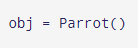 obj = Parrot()